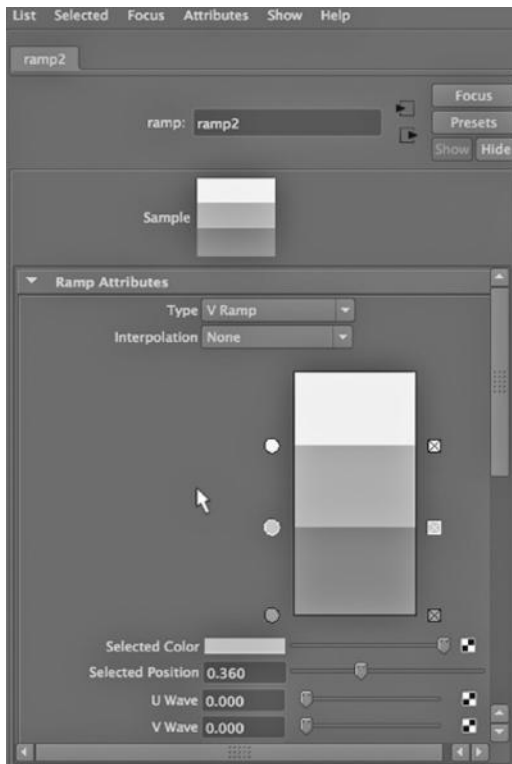 List Selected Focus Attributes Show Help
ramp2
Focus
ramp: ramp2
Presets
Show Hide
Sample
Ramp Attributes
Type V Ramp
Interpolation None
Selected Color
Selected Position 0.360
U Wave 0.000
V Wave 0.000